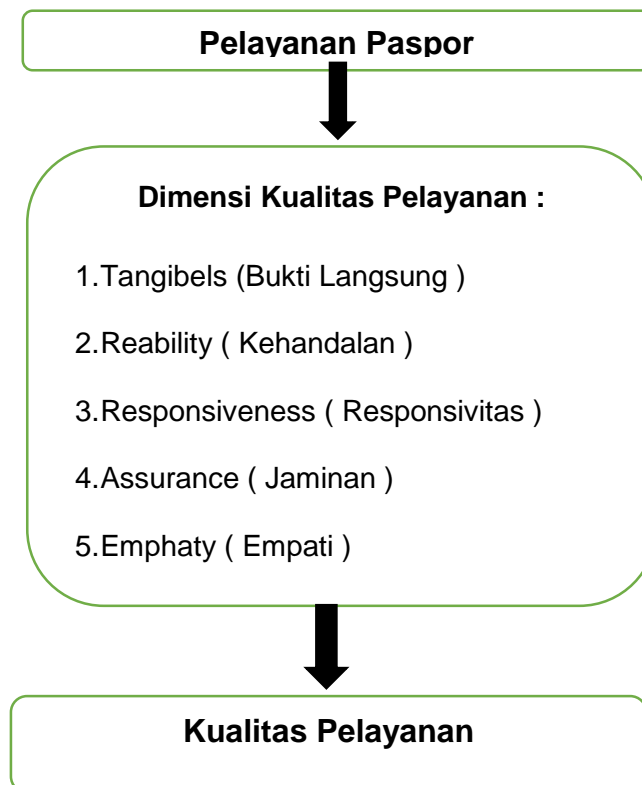 Pelayanan Paspor
Dimensi Kualitas Pelayanan :
1.Tangibels (Bukti Langsung )
2.Reability ( Kehandalan )
3.Responsiveness ( Responsivitas )
4.Assurance ( Jaminan )
5.Emphaty ( Empati )
Kualitas Pelayanan